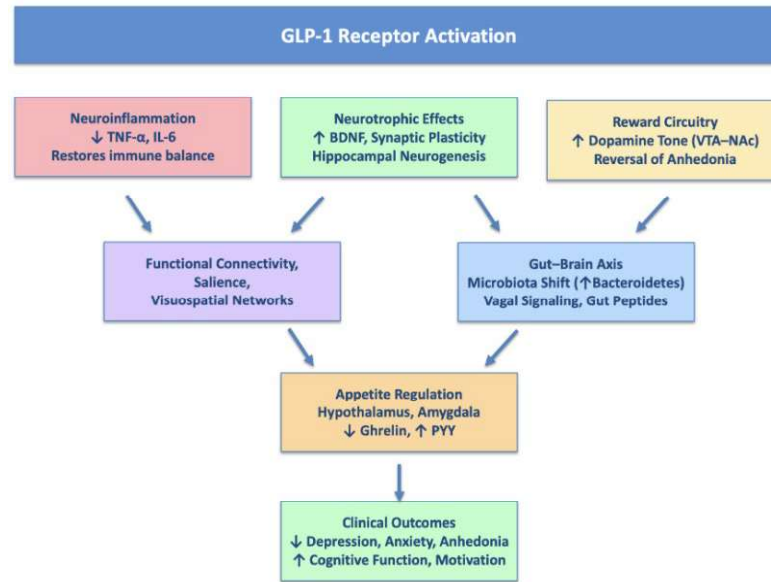 GLP-1 Receptor Activation
Neuroinflammation
↓ TNF-α, IL-6
Restores immune balance
Neurotrophic Effects
↑ BDNF, Synaptic Plasticity
Hippocampal Neurogenesis
Reward Circuitry
↑ Dopamine Tone (VTA–NAc)
Reversal of Anhedonia
Functional Connectivity,
Salience,
Visuospatial Networks
Gut–Brain Axis
Microbiota Shift (↑Bacteroidetes)
Vagal Signaling, Gut Peptides
Appetite Regulation
Hypothalamus, Amygdala
↓ Ghrelin, ↑ PYY
Clinical Outcomes
↓ Depression, Anxiety, Anhedonia
↑ Cognitive Function, Motivation